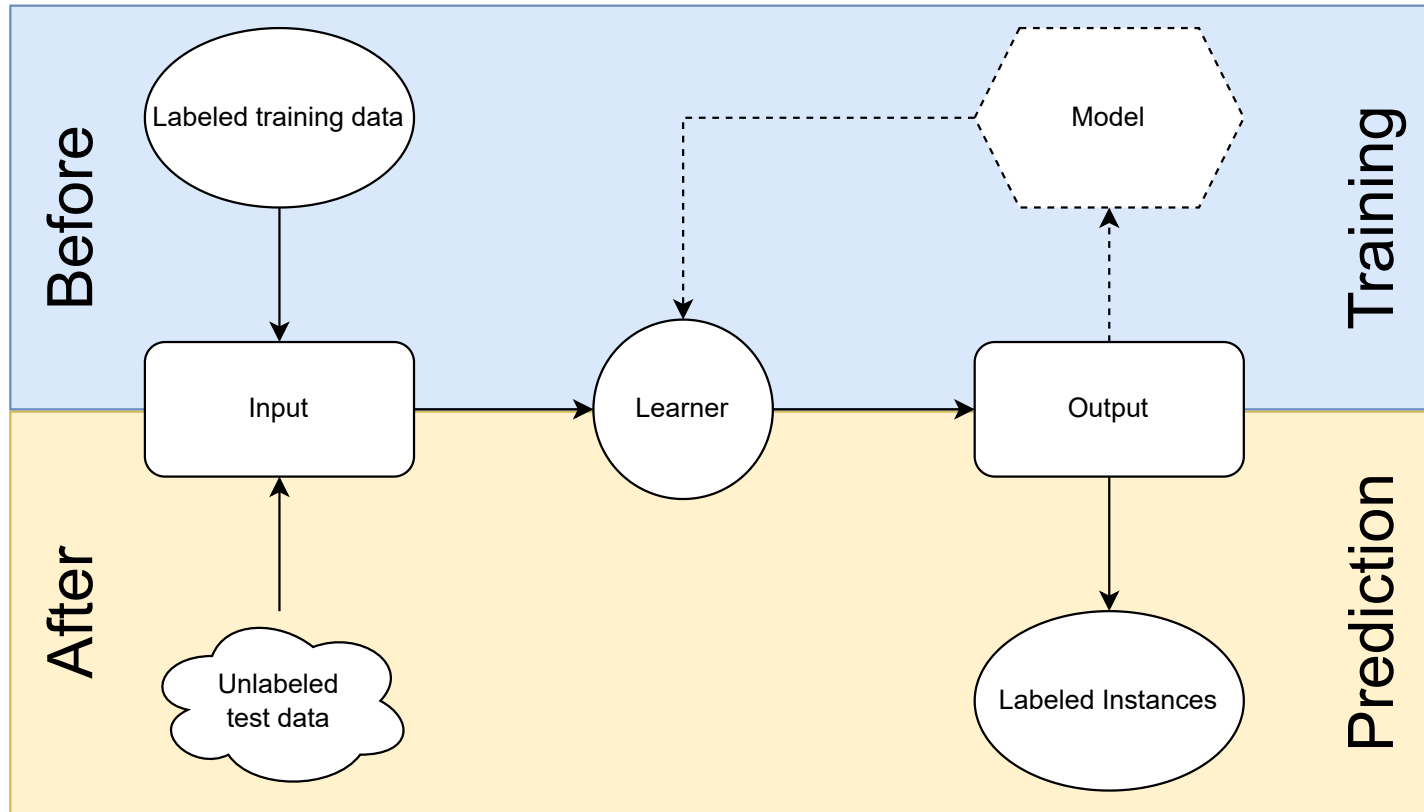 Labeled training data
Model
Before
Training
Input
Learner
Output
After
Prediction
Unlabeled
test data
Labeled Instances